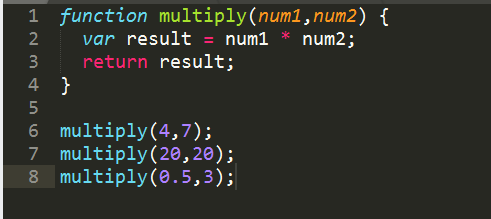 1 function multiply(num1,num2) {
2   var result = num1 * num2;
3   return result;
4 }
5
6 multiply(4,7);
7 multiply(20,20);
8 multiply(0.5,3);